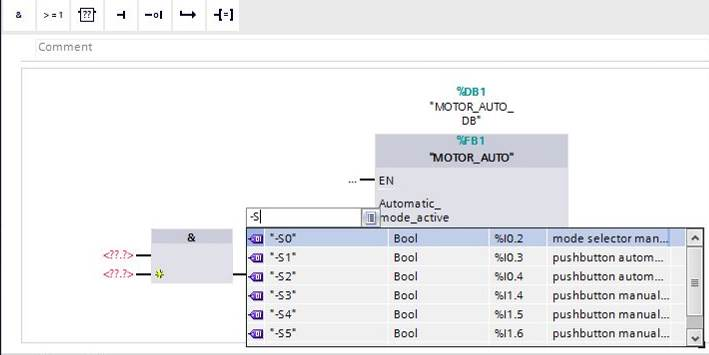 & >=1 ??
Comment
%DB1
"MOTOR_AUTO_
DB"
%FB1
"MOTOR_AUTO"
... EN
Automatic_
mode_active
-S
&
<??.?>
<??.?>
"-S0" Bool %I0.2 mode selector man...
"-S1" Bool %I0.3 pushbutton autom...
"-S2" Bool %I0.4 pushbutton autom...
"-S3" Bool %I1.4 pushbutton manual...
"-S4" Bool %I1.5 pushbutton manual...
"-S5" Bool %I1.6 pushbutton manual...